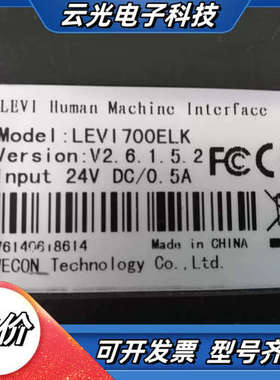 云光电子科技
LEVI Human Machine Interface
Model:LEVI700ELK
Version:V2.6.1.5.2
FCC
Input 24V DC/0.5A
76140618614
Made in CHINA
WECON Technology Co.,Ltd.
价
可开发票 型号齐